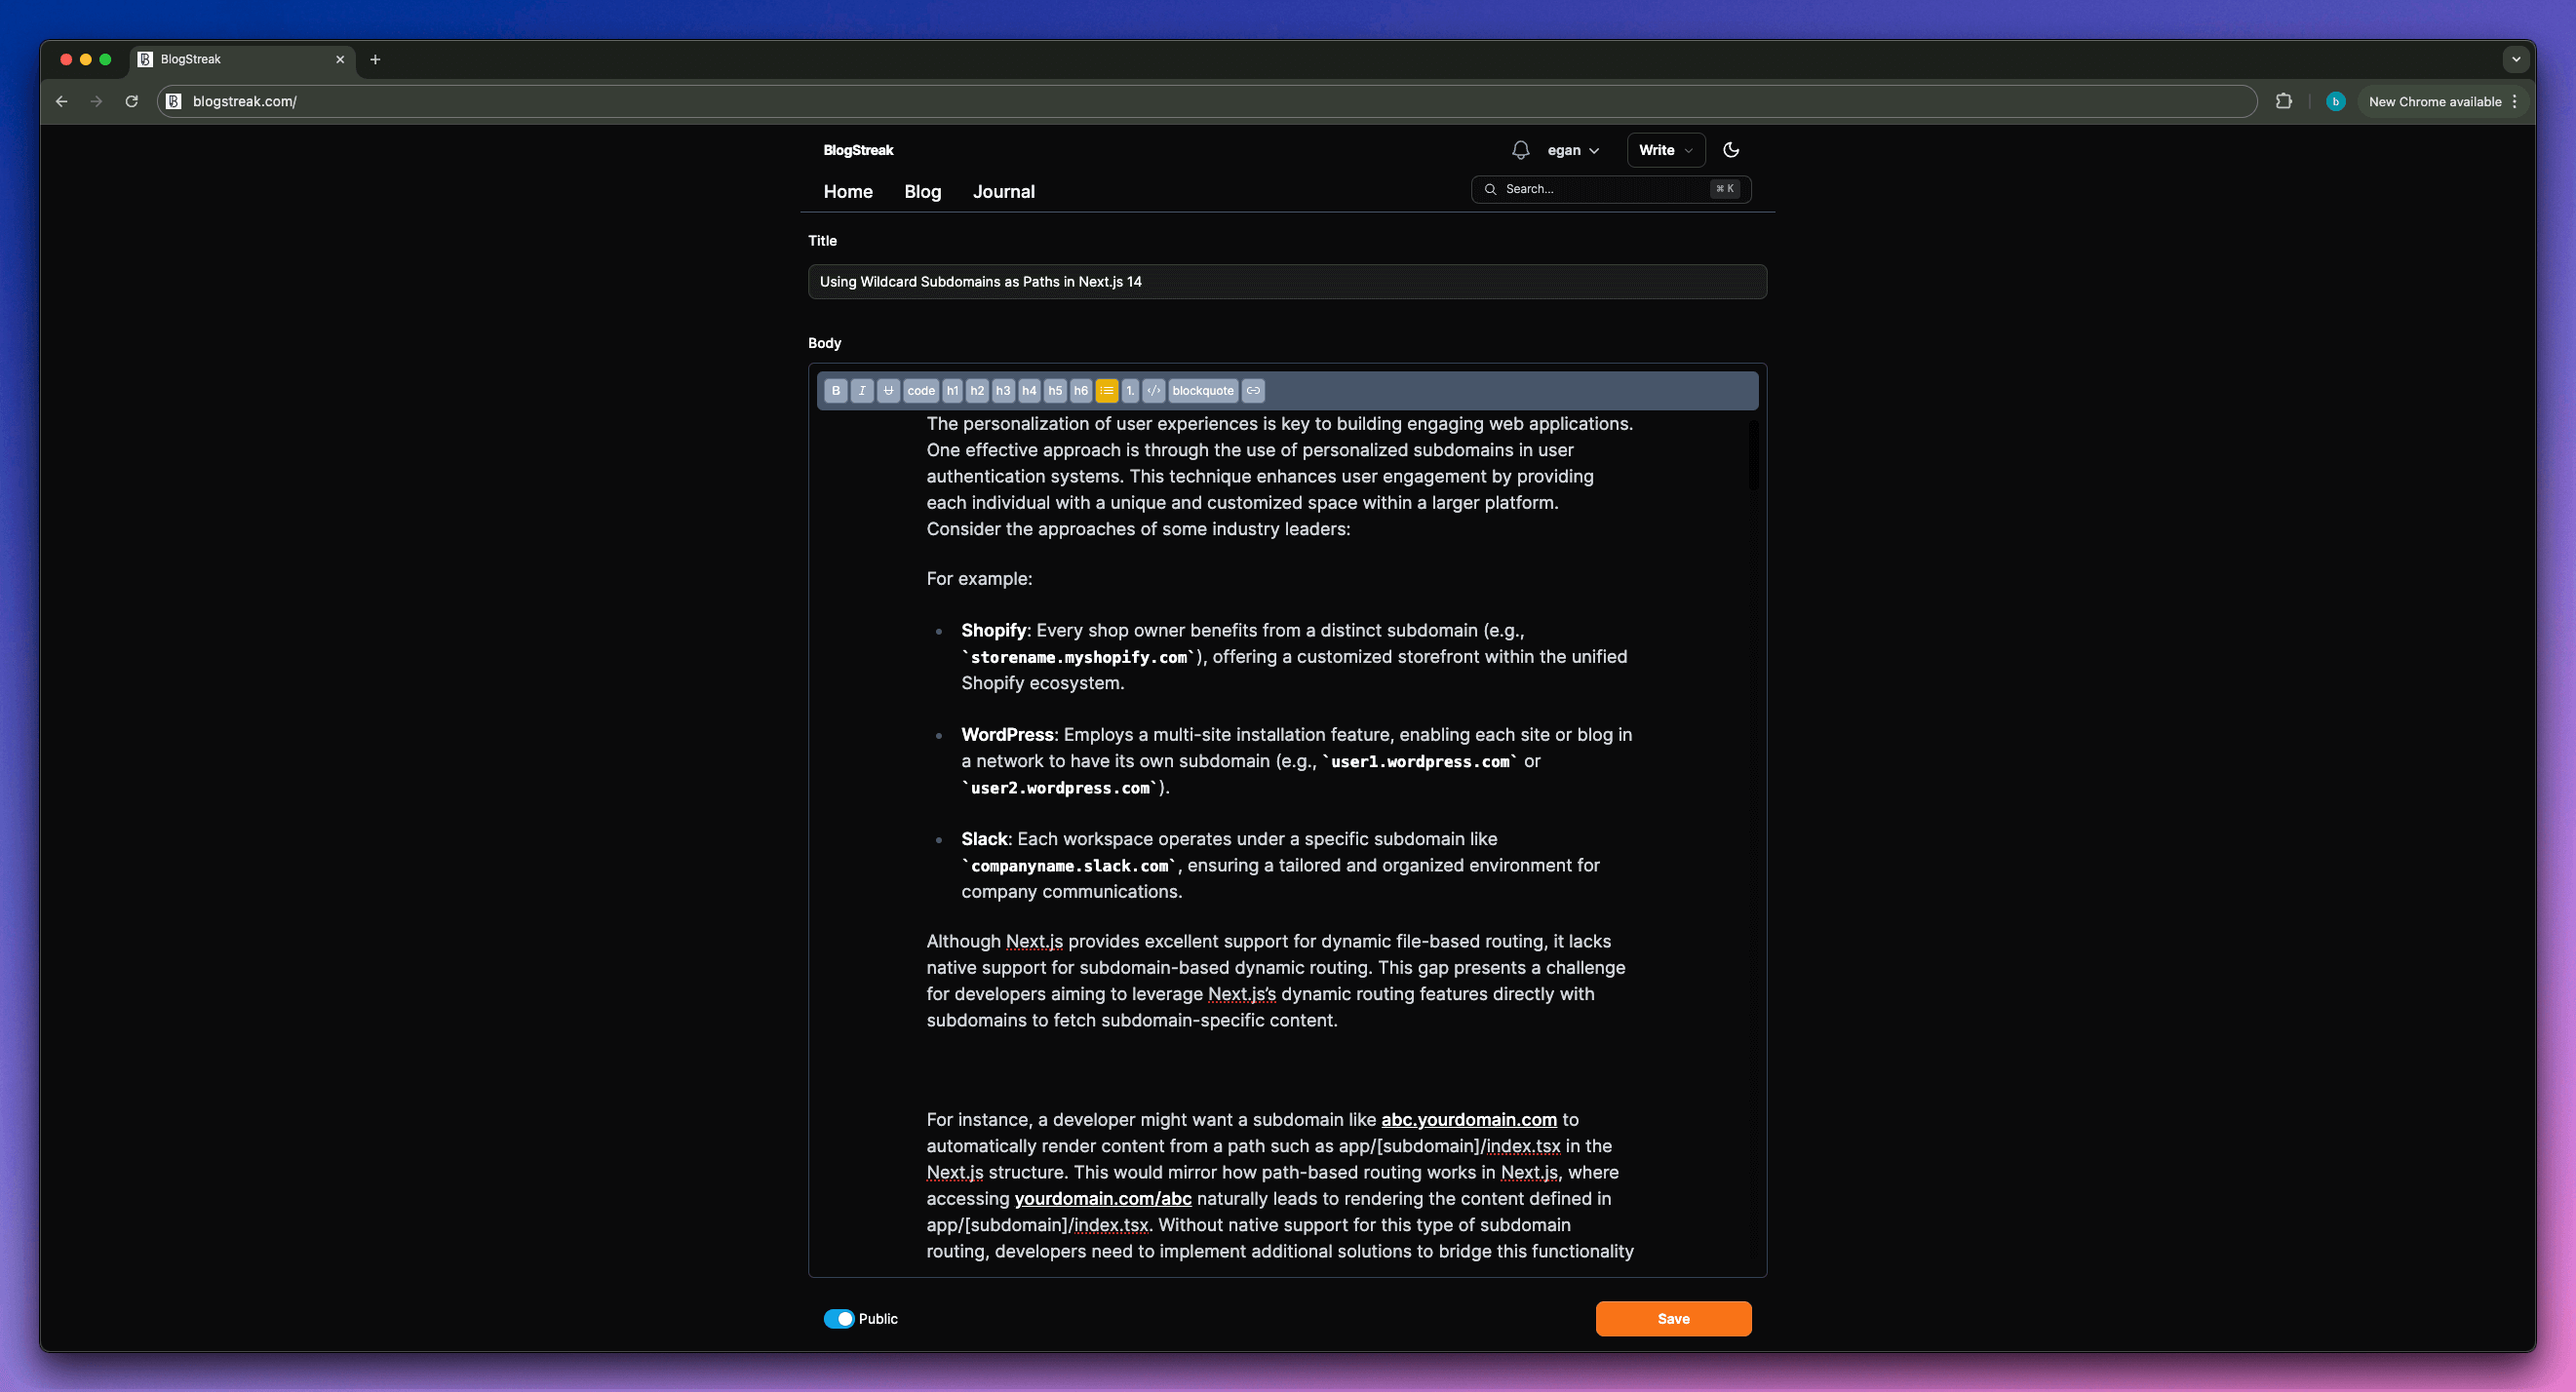 BlogStreak
blogstreak.com/
b
New Chrome available
BlogStreak
egan
Write
Home Blog Journal
Search...
⌘ K
Title
Using Wildcard Subdomains as Paths in Next.js 14
Body
B I U code h1 h2 h3 h4 h5 h6 1. </> blockquote
The personalization of user experiences is key to building engaging web applications.
One effective approach is through the use of personalized subdomains in user
authentication systems. This technique enhances user engagement by providing
each individual with a unique and customized space within a larger platform.
Consider the approaches of some industry leaders:
For example:
• Shopify: Every shop owner benefits from a distinct subdomain (e.g.,
`storename.myshopify.com`), offering a customized storefront within the unified
Shopify ecosystem.
• WordPress: Employs a multi-site installation feature, enabling each site or blog in
a network to have its own subdomain (e.g., `user1.wordpress.com` or
`user2.wordpress.com`).
• Slack: Each workspace operates under a specific subdomain like
`companyname.slack.com`, ensuring a tailored and organized environment for
company communications.
Although Next.js provides excellent support for dynamic file-based routing, it lacks
native support for subdomain-based dynamic routing. This gap presents a challenge
for developers aiming to leverage Next.js’s dynamic routing features directly with
subdomains to fetch subdomain-specific content.
For instance, a developer might want a subdomain like abc.yourdomain.com to
automatically render content from a path such as app/[subdomain]/index.tsx in the
Next.js structure. This would mirror how path-based routing works in Next.js, where
accessing yourdomain.com/abc naturally leads to rendering the content defined in
app/[subdomain]/index.tsx. Without native support for this type of subdomain
routing, developers need to implement additional solutions to bridge this functionality
Public
Save